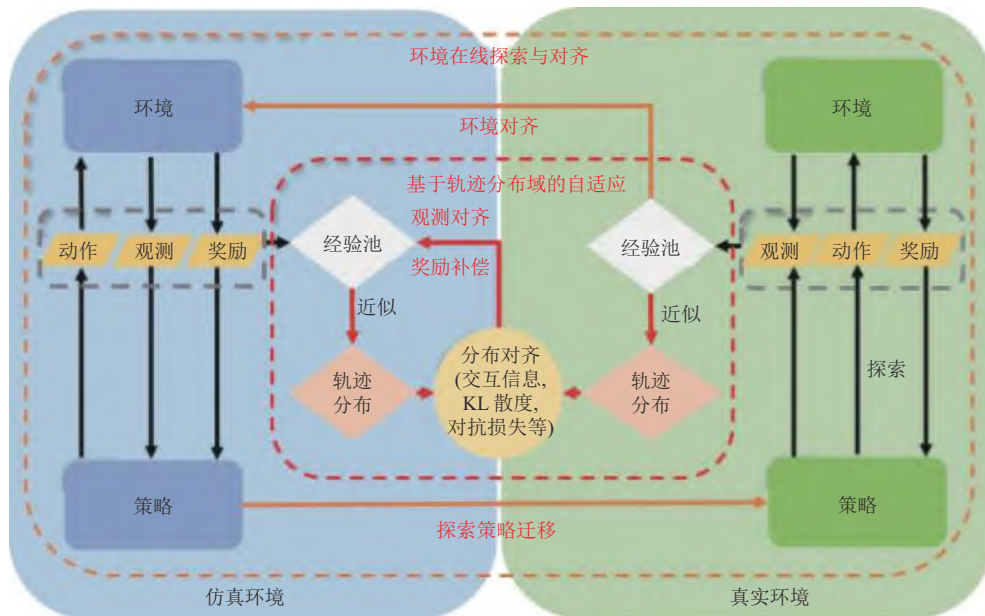 环境在线探索与对齐
环境
环境
环境对齐
基于轨迹分布域的自适应
观测对齐
动作
观测
奖励
经验池
经验池
观测
动作
奖励
奖励补偿
近似
近似
分布对齐
(交互信息,
KL 散度,
对抗损失等)
轨迹
分布
轨迹
分布
探索
策略
策略
探索策略迁移
仿真环境
真实环境